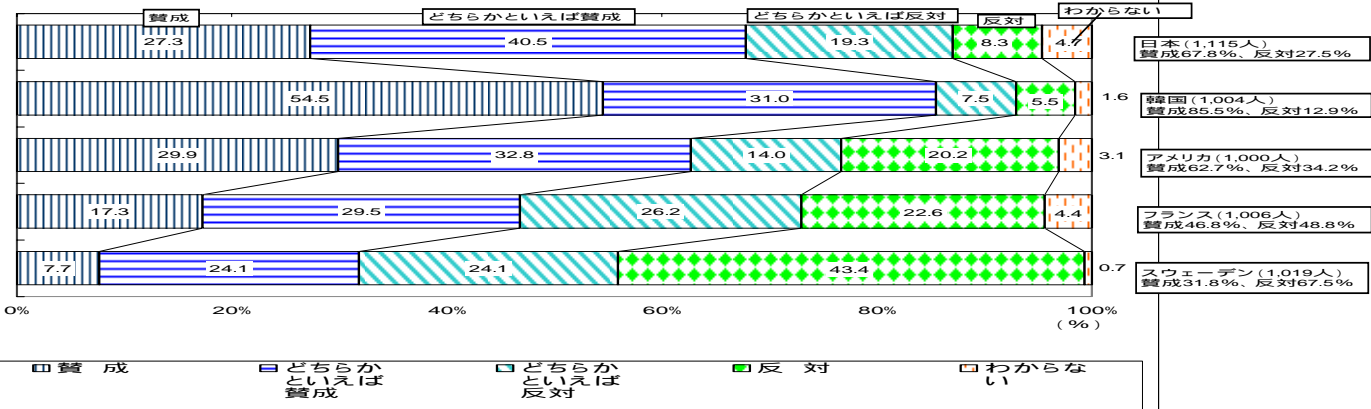 賛成 どちらかといえば賛成 どちらかといえば反対 反対 わからない
27.3 40.5 19.3 8.3 4.7
日本(1,115人)
賛成67.8%、反対27.5%
54.5 31.0 7.5 5.5 1.6
韓国(1,004人)
賛成85.5%、反対12.9%
29.9 32.8 14.0 20.2 3.1
アメリカ(1,000人)
賛成62.7%、反対34.2%
17.3 29.5 26.2 22.6 4.4
フランス(1,006人)
賛成46.8%、反対48.8%
7.7 24.1 24.1 43.4 0.7
スウェーデン(1,019人)
賛成31.8%、反対67.5%
0% 20% 40% 60% 80% 100%
(%)
賛 成
どちらか
といえば
賛成
どちらか
といえば
反対
反 対
わからな
い